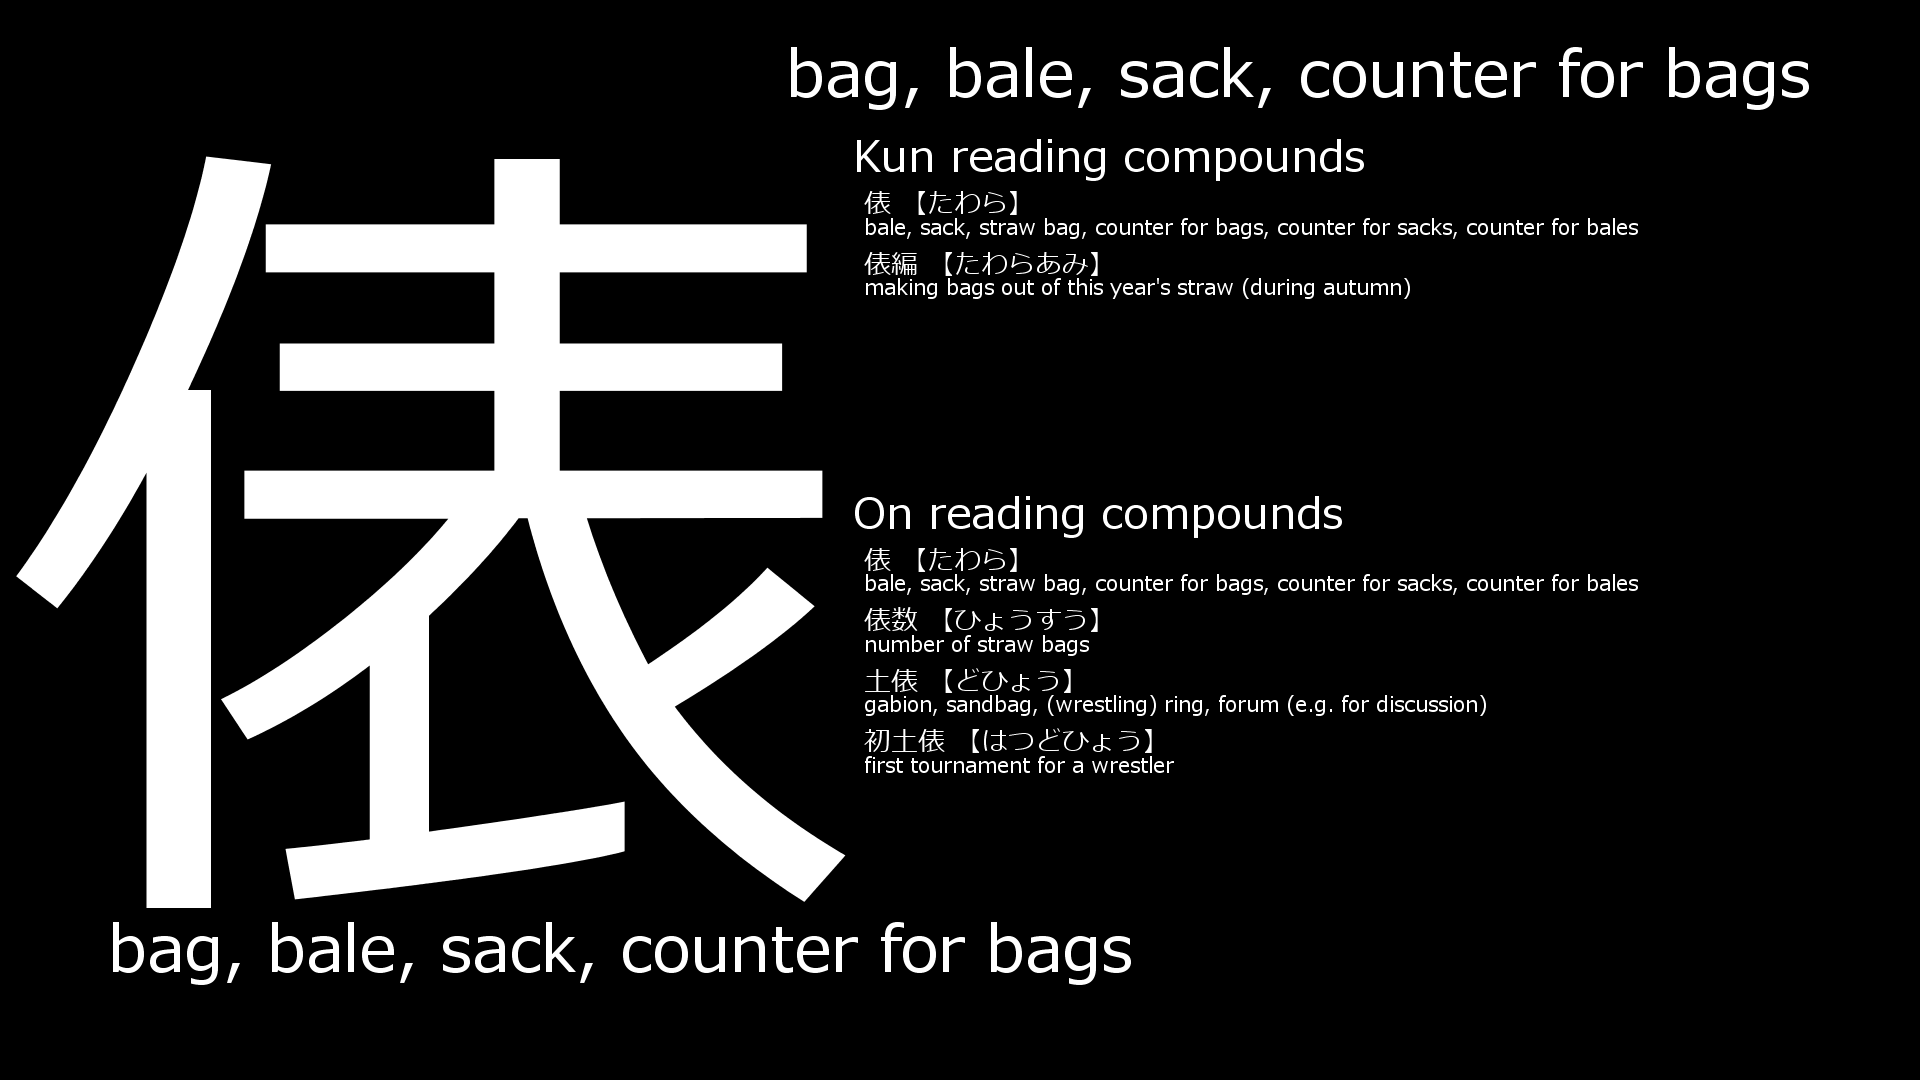 bag, bale, sack, counter for bags
俵
Kun reading compounds
俵 【たわら】
bale, sack, straw bag, counter for bags, counter for sacks, counter for bales
俵編 【たわらあみ】
making bags out of this year's straw (during autumn)
On reading compounds
俵 【たわら】
bale, sack, straw bag, counter for bags, counter for sacks, counter for bales
俵数 【ひょうすう】
number of straw bags
土俵 【どひょう】
gabion, sandbag, (wrestling) ring, forum (e.g. for discussion)
初土俵 【はつどひょう】
first tournament for a wrestler
bag, bale, sack, counter for bags